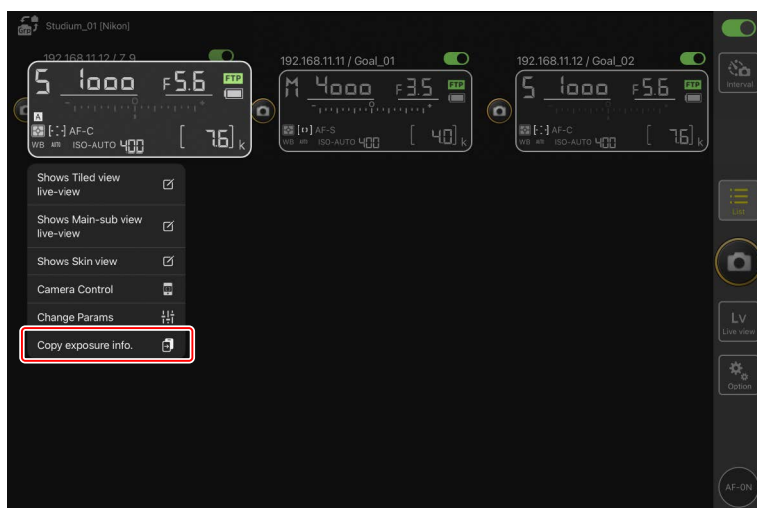 Grp
Studium_01 [Nikon]
192.168.11.12 / Z 9
S 1000 F5.6 FTP
A
AF-C
WB AUTO ISO-AUTO 400 [ 7.6] k
192.168.11.11 / Goal_01
M 4000 F3.5 FTP
AF-S
WB AUTO ISO-AUTO 400 [ 4.0] k
192.168.11.12 / Goal_02
S 1000 F5.6 FTP
AF-C
WB AUTO ISO-AUTO 400 [ 7.6] k
Shows Tiled view
live-view
Shows Main-sub view
live-view
Shows Skin view
Camera Control
Change Params
Copy exposure info.
Interval
List
LV
Live view
Option
AF-ON